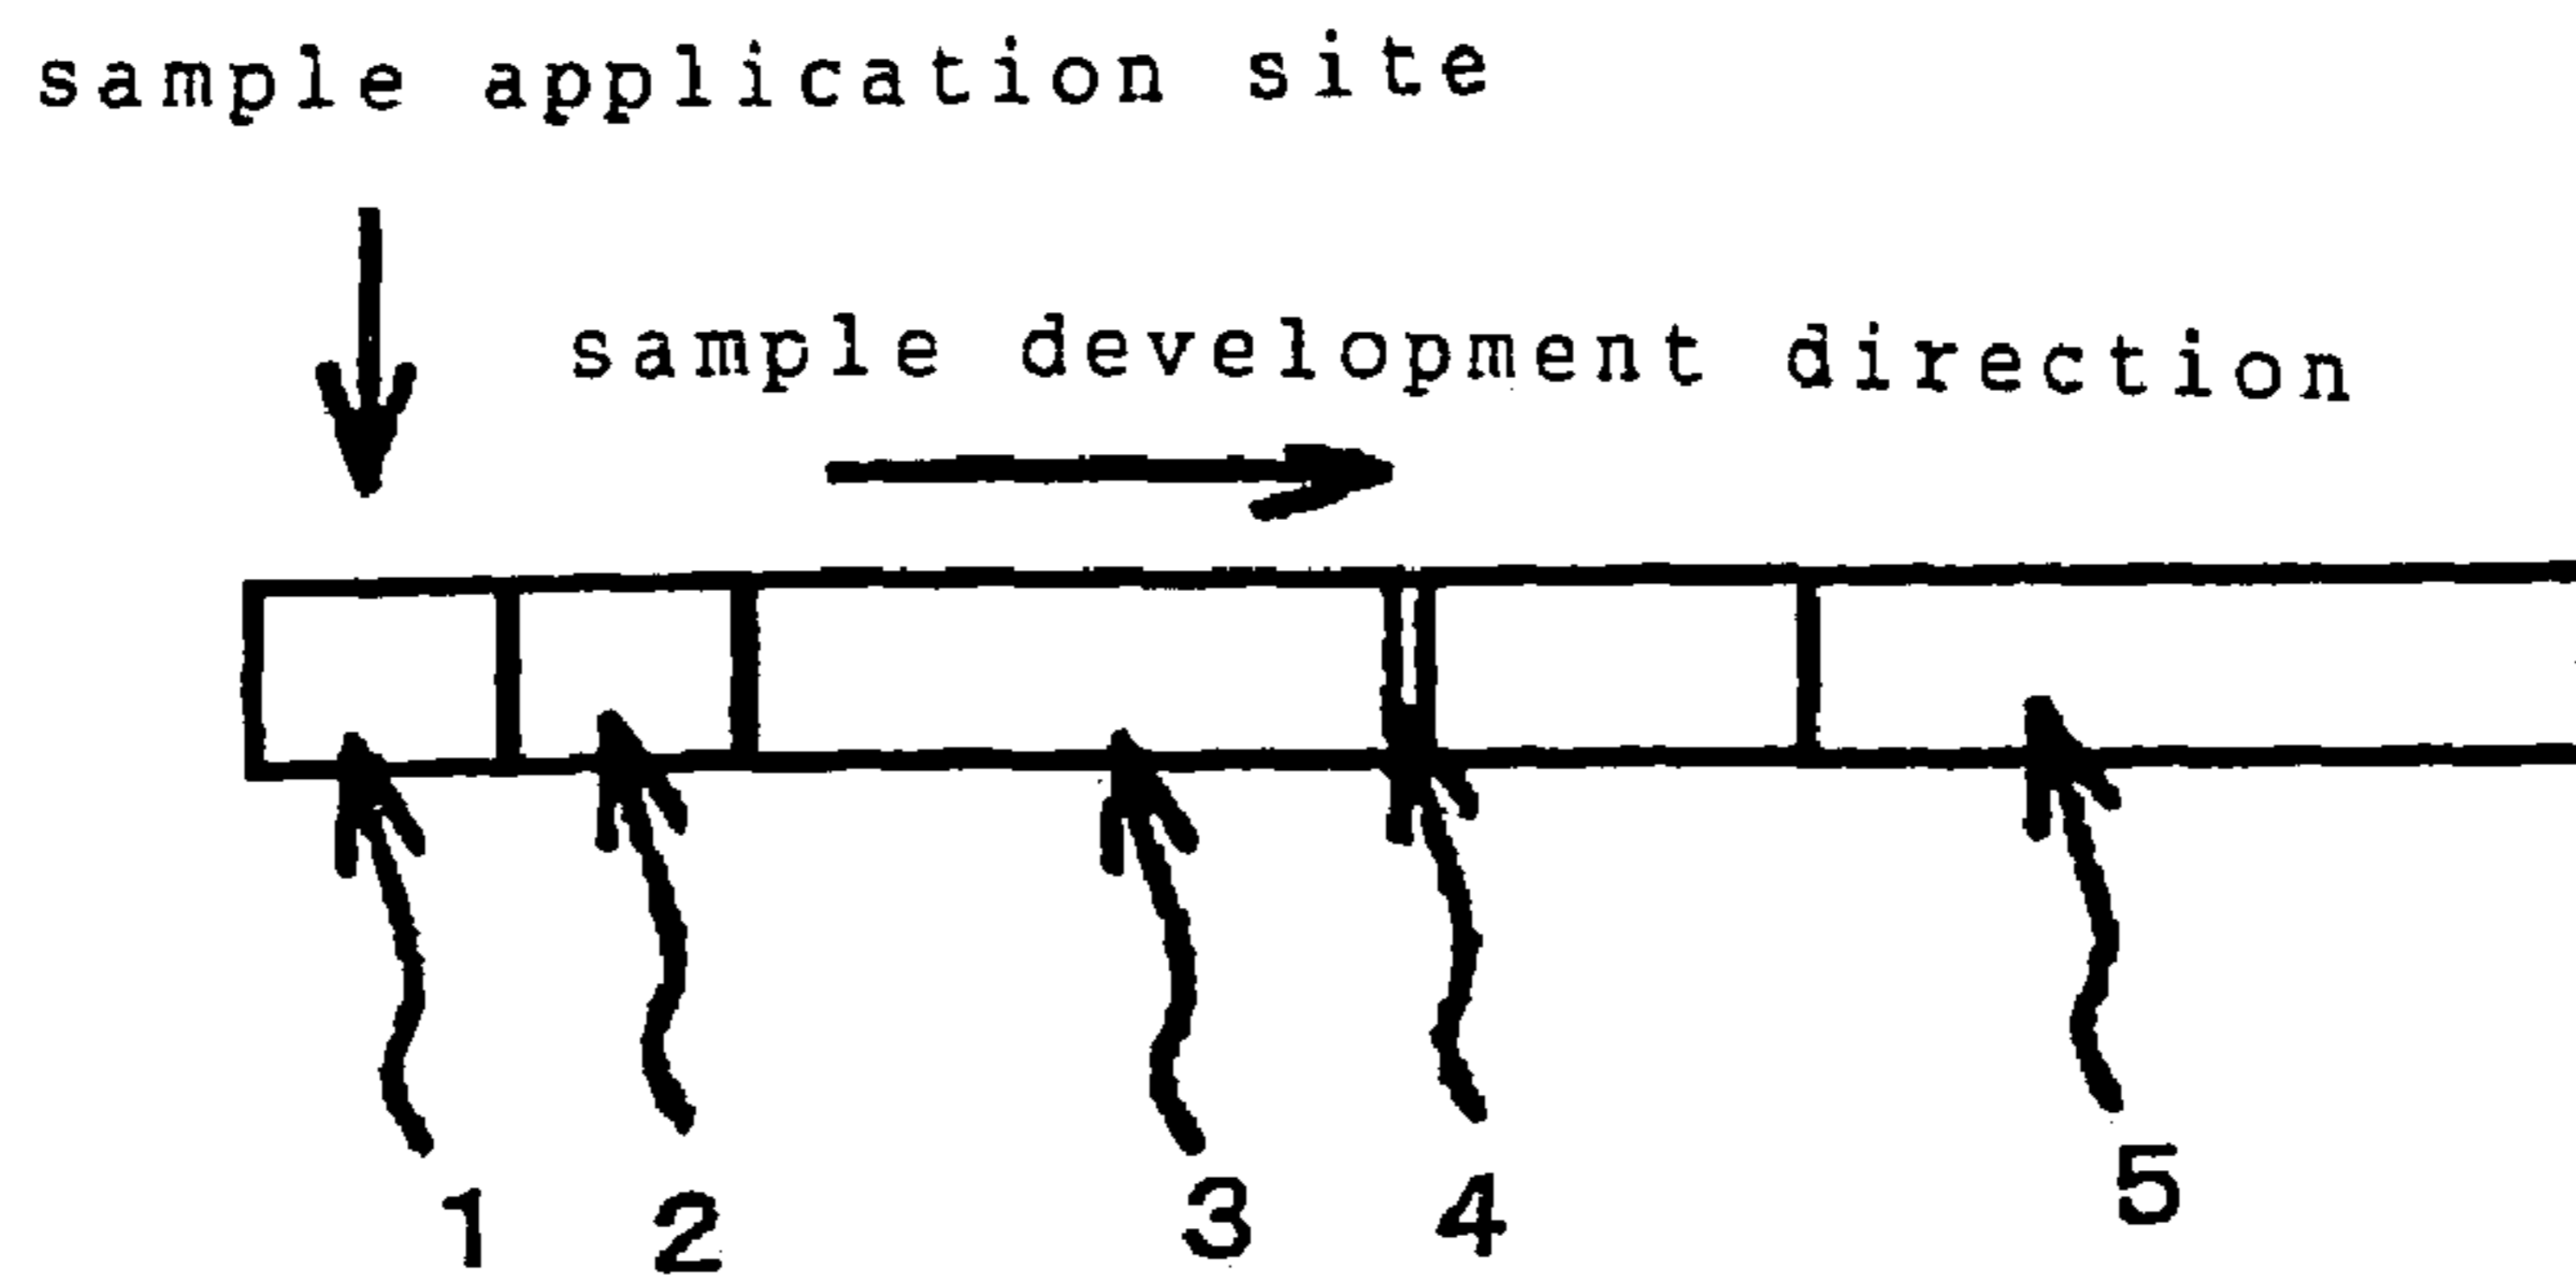 sample application site
sample development direction
1 2 3 4 5